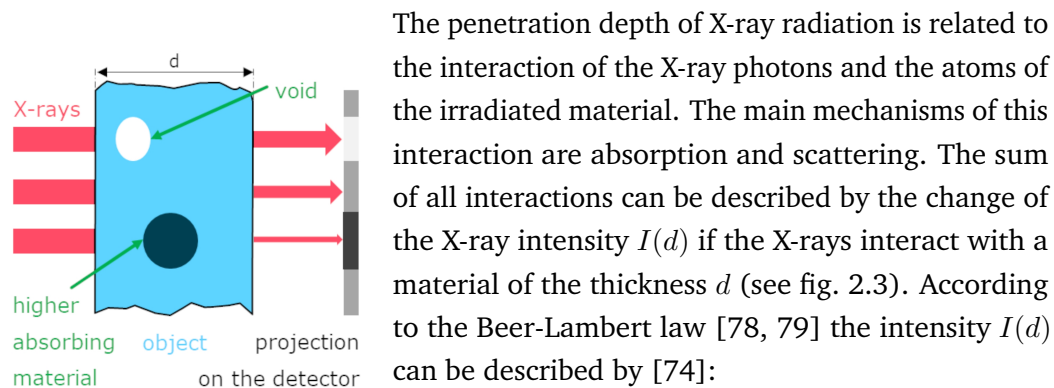 d
void
X-rays
higher
absorbing
material
object
projection
on the detector
The penetration depth of X-ray radiation is related to
the interaction of the X-ray photons and the atoms of
the irradiated material. The main mechanisms of this
interaction are absorption and scattering. The sum
of all interactions can be described by the change of
the X-ray intensity I(d) if the X-rays interact with a
material of the thickness d (see fig. 2.3). According
to the Beer-Lambert law [78, 79] the intensity I(d)
can be described by [74]: